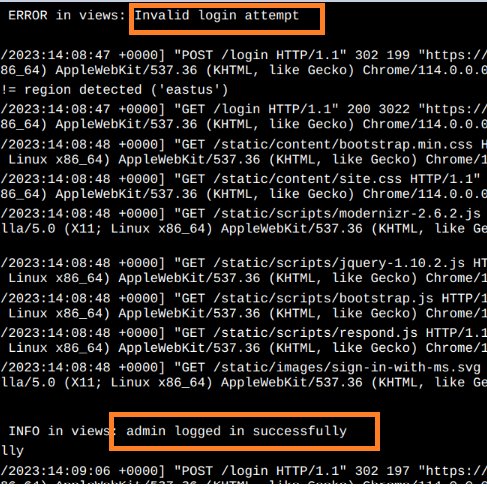 ERROR in views: Invalid login attempt
/2023:14:08:47 +0000] "POST /login HTTP/1.1" 302 199 "https://
86_64) AppleWebKit/537.36 (KHTML, like Gecko) Chrome/114.0.0.0
!= region detected ('eastus')
/2023:14:08:47 +0000] "GET /login HTTP/1.1" 200 3022 "https://
86_64) AppleWebKit/537.36 (KHTML, like Gecko) Chrome/114.0.0.0
/2023:14:08:48 +0000] "GET /static/content/bootstrap.min.css H
Linux x86_64) AppleWebKit/537.36 (KHTML, like Gecko) Chrome/1
/2023:14:08:48 +0000] "GET /static/content/site.css HTTP/1.1"
86_64) AppleWebKit/537.36 (KHTML, like Gecko) Chrome/114.0.0.0
/2023:14:08:48 +0000] "GET /static/scripts/modernizr-2.6.2.js
lla/5.0 (X11; Linux x86_64) AppleWebKit/537.36 (KHTML, like Ge
/2023:14:08:48 +0000] "GET /static/scripts/jquery-1.10.2.js HT
Linux x86_64) AppleWebKit/537.36 (KHTML, like Gecko) Chrome/1
/2023:14:08:48 +0000] "GET /static/scripts/bootstrap.js HTTP/1
Linux x86_64) AppleWebKit/537.36 (KHTML, like Gecko) Chrome/1
/2023:14:08:48 +0000] "GET /static/scripts/respond.js HTTP/1.1
Linux x86_64) AppleWebKit/537.36 (KHTML, like Gecko) Chrome/1
/2023:14:08:48 +0000] "GET /static/images/sign-in-with-ms.svg
lla/5.0 (X11; Linux x86_64) AppleWebKit/537.36 (KHTML, like Ge
INFO in views: admin logged in successfully
lly
/2023:14:09:06 +0000] "POST /login HTTP/1.1" 302 197 "https://